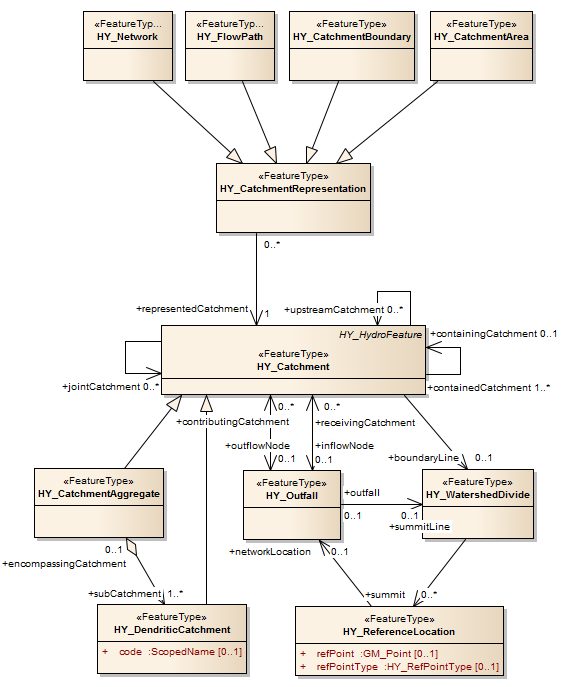 «FeatureTyp... «FeatureTyp... «FeatureType» «FeatureType»
HY_Network HY_FlowPath HY_CatchmentBoundary HY_CatchmentArea
«FeatureType»
HY_CatchmentRepresentation
0..*
+representedCatchment 1 +upstreamCatchment 0..*
HY_HydroFeature +containingCatchment 0..1
«FeatureType»
HY_Catchment
+jointCatchment 0..* +containedCatchment 1..*
0..* 0..*
+contributingCatchment +receivingCatchment
+outflowNode +inflowNode
0..1 0..1 +boundaryLine 0..1
«FeatureType» «FeatureType» «FeatureType»
HY_CatchmentAggregate HY_Outfall +outfall HY_WatershedDivide
0..1 0..1
+summitLine
0..1 +networkLocation 0..1
+encompassingCatchment
+subCatchment 1..* +summit 0..*
«FeatureType» «FeatureType»
HY_DendriticCatchment HY_ReferenceLocation
+ code :ScopedName [0..1] + refPoint :GM_Point [0..1]
+ refPointType :HY_RefPointType [0..1]